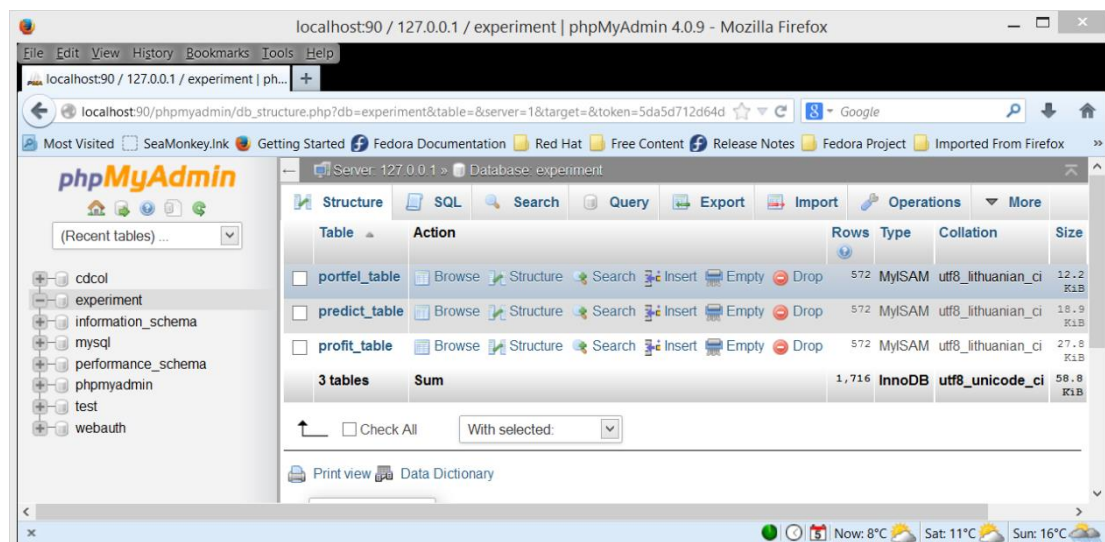 localhost:90 / 127.0.0.1 / experiment | phpMyAdmin 4.0.9 - Mozilla Firefox
File Edit View History Bookmarks Tools Help
localhost:90 / 127.0.0.1 / experiment | ph...
localhost:90/phpmyadmin/db_structure.php?db=experiment&table=&server=1&target=&token=5da5d712d64d
Google
Most Visited SeaMonkey.lnk Getting Started Fedora Documentation Red Hat Free Content Release Notes Fedora Project Imported From Firefox »
phpMyAdmin
(Recent tables) ...
cdcol
experiment
information_schema
mysql
performance_schema
phpmyadmin
test
webauth
Server: 127.0.0.1 » Database: experiment
Structure SQL Search Query Export Import Operations More
Table Action Rows Type Collation Size
portfel_table Browse Structure Search Insert Empty Drop 572 MyISAM utf8_lithuanian_ci 12.2 KiB
predict_table Browse Structure Search Insert Empty Drop 572 MyISAM utf8_lithuanian_ci 18.9 KiB
profit_table Browse Structure Search Insert Empty Drop 572 MyISAM utf8_lithuanian_ci 27.8 KiB
3 tables Sum 1,716 InnoDB utf8_unicode_ci 58.8 KiB
Check All With selected:
Print view Data Dictionary
Now: 8°C Sat: 11°C Sun: 16°C